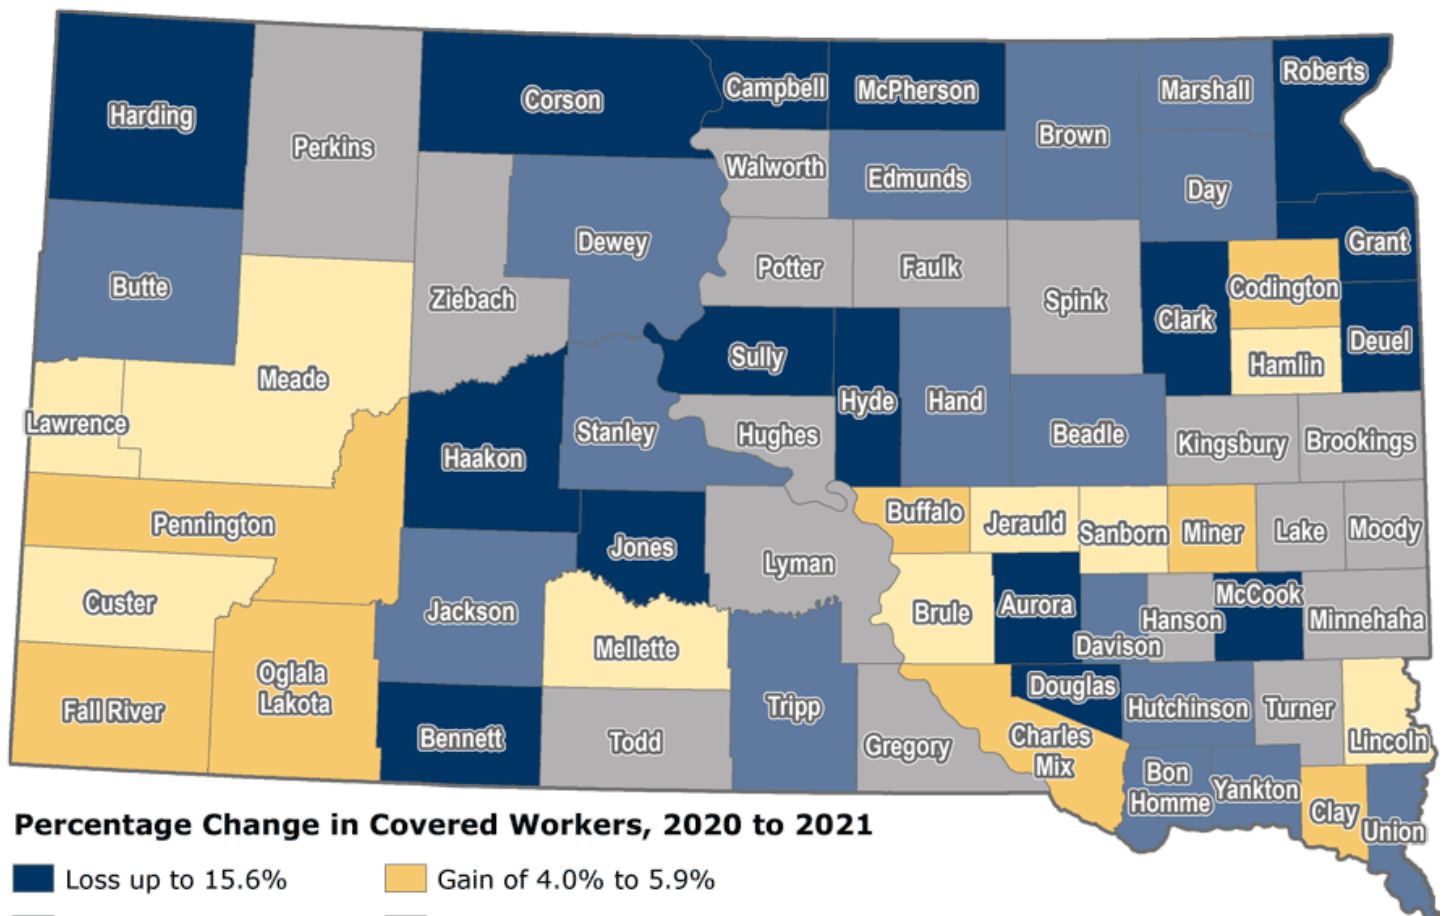 Roberts
Campbell
McPherson
Marshall
Corson
Harding
Brown
Perkins
Walworth
Edmunds
Day
Dewey
Grant
Potter
Faulk
Butte
Codington
Ziebach
Spink
Clark
Deuel
Sully
Hamlin
Meade
Hyde
Hand
Lawrence
Stanley
Hughes
Beadle
Kingsbury
Brookings
Haakon
Buffalo
Jerauld
Pennington
Sanborn
Miner
Lake
Moody
Jones
Lyman
McCook
Custer
Aurora
Jackson
Brule
Hanson
Minnehaha
Davison
Mellette
Oglala
Lakota
Douglas
Fall River
Tripp
Hutchinson
Turner
Bennett
Todd
Gregory
Charles
Mix
Lincoln
Bon
Homme
Yankton
Clay
Union
Percentage Change in Covered Workers, 2020 to 2021
Loss up to 15.6%
Gain of 4.0% to 5.9%